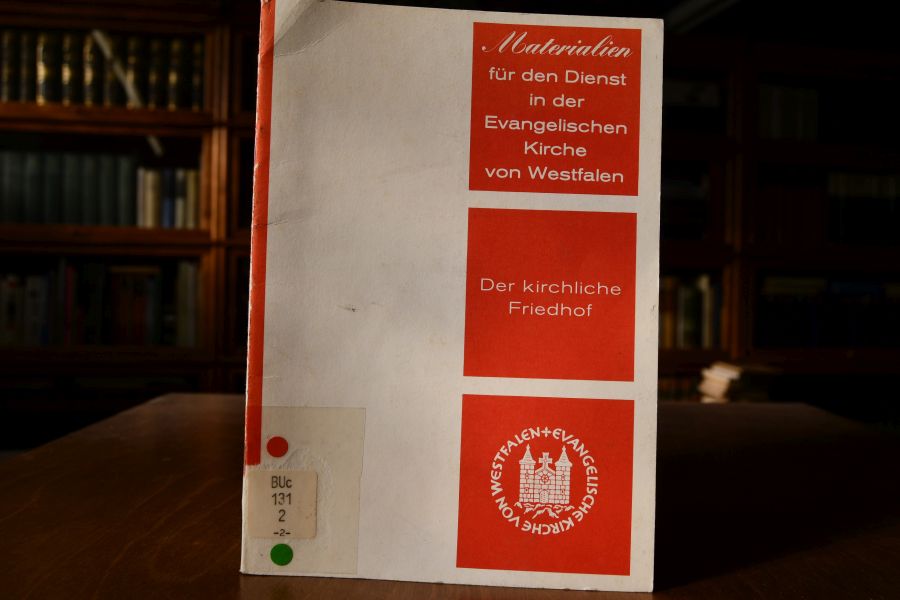 Materialien
für den Dienst
in der
Evangelischen
Kirche
von Westfalen
Der kirchliche
Friedhof
EVANGELISCHE KIRCHE VON WESTFALEN+
BUc
131
2
-2-